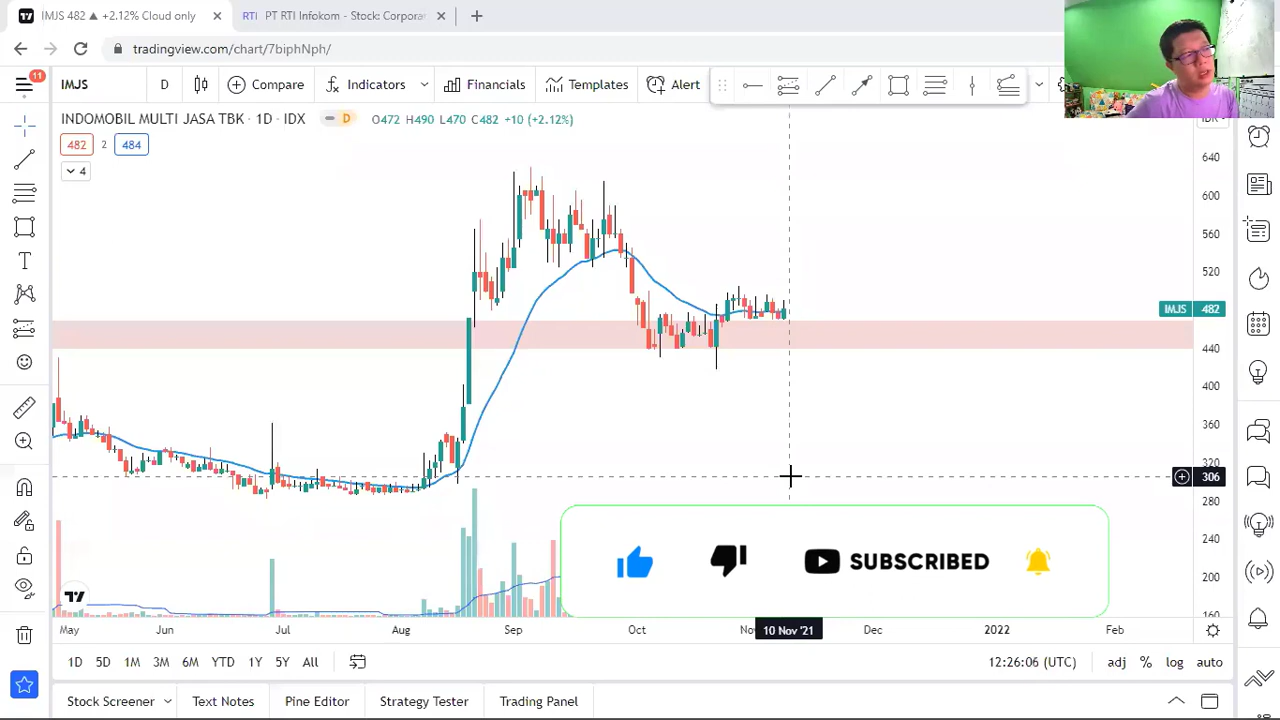 IMJS 482 ▲ +2.12% Cloud only
RTI PT RTI Infokom - Stock: Corporat
tradingview.com/chart/7biphNph/
11
IMJS D Compare Indicators Financials Templates Alert
INDOMOBIL MULTI JASA TBK · 1D · IDX D O472 H490 L470 C482 +10 (+2.12%)
482 2 484
4
640
600
560
520
IMJS 482
440
400
360
320
306
280
240
200
160
SUBSCRIBED
May Jun Jul Aug Sep Oct Nov 10 Nov '21 Dec 2022 Feb
1D 5D 1M 3M 6M YTD 1Y 5Y All 12:26:06 (UTC) adj % log auto
Stock Screener Text Notes Pine Editor Strategy Tester Trading Panel